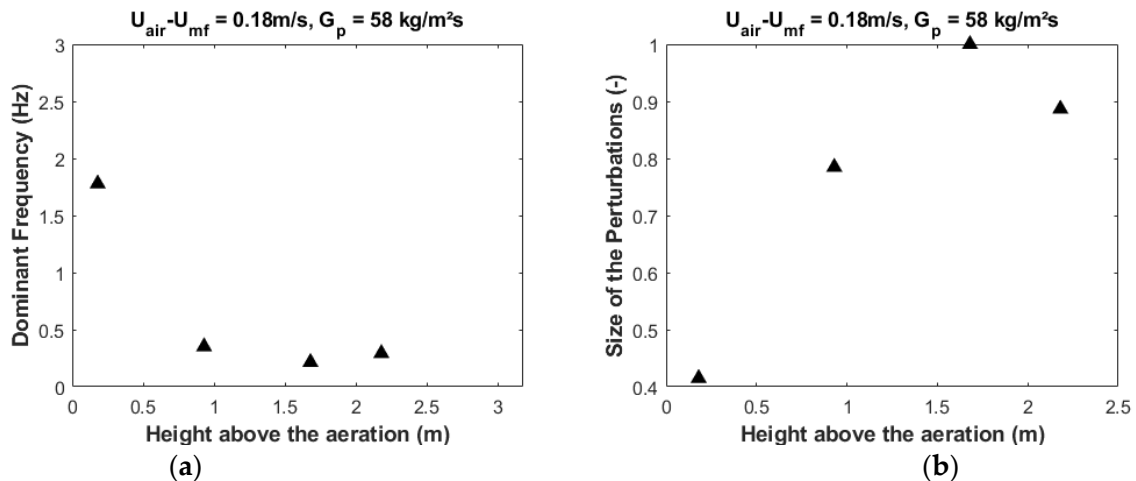 U_air-U_mf = 0.18m/s, G_p = 58 kg/m²s
Dominant Frequency (Hz)
3
2.5
2
1.5
1
0.5
0
0 0.5 1 1.5 2 2.5 3
Height above the aeration (m)
(a)
U_air-U_mf = 0.18m/s, G_p = 58 kg/m²s
Size of the Perturbations (-)
1
0.9
0.8
0.7
0.6
0.5
0.4
0 0.5 1 1.5 2 2.5
Height above the aeration (m)
(b)